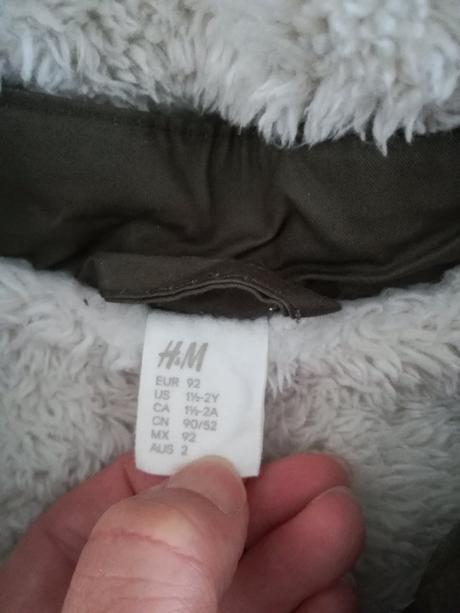 H&M
EUR 92
US 1½-2Y
CA 1½-2A
CN 90/52
MX 92
AUS 2